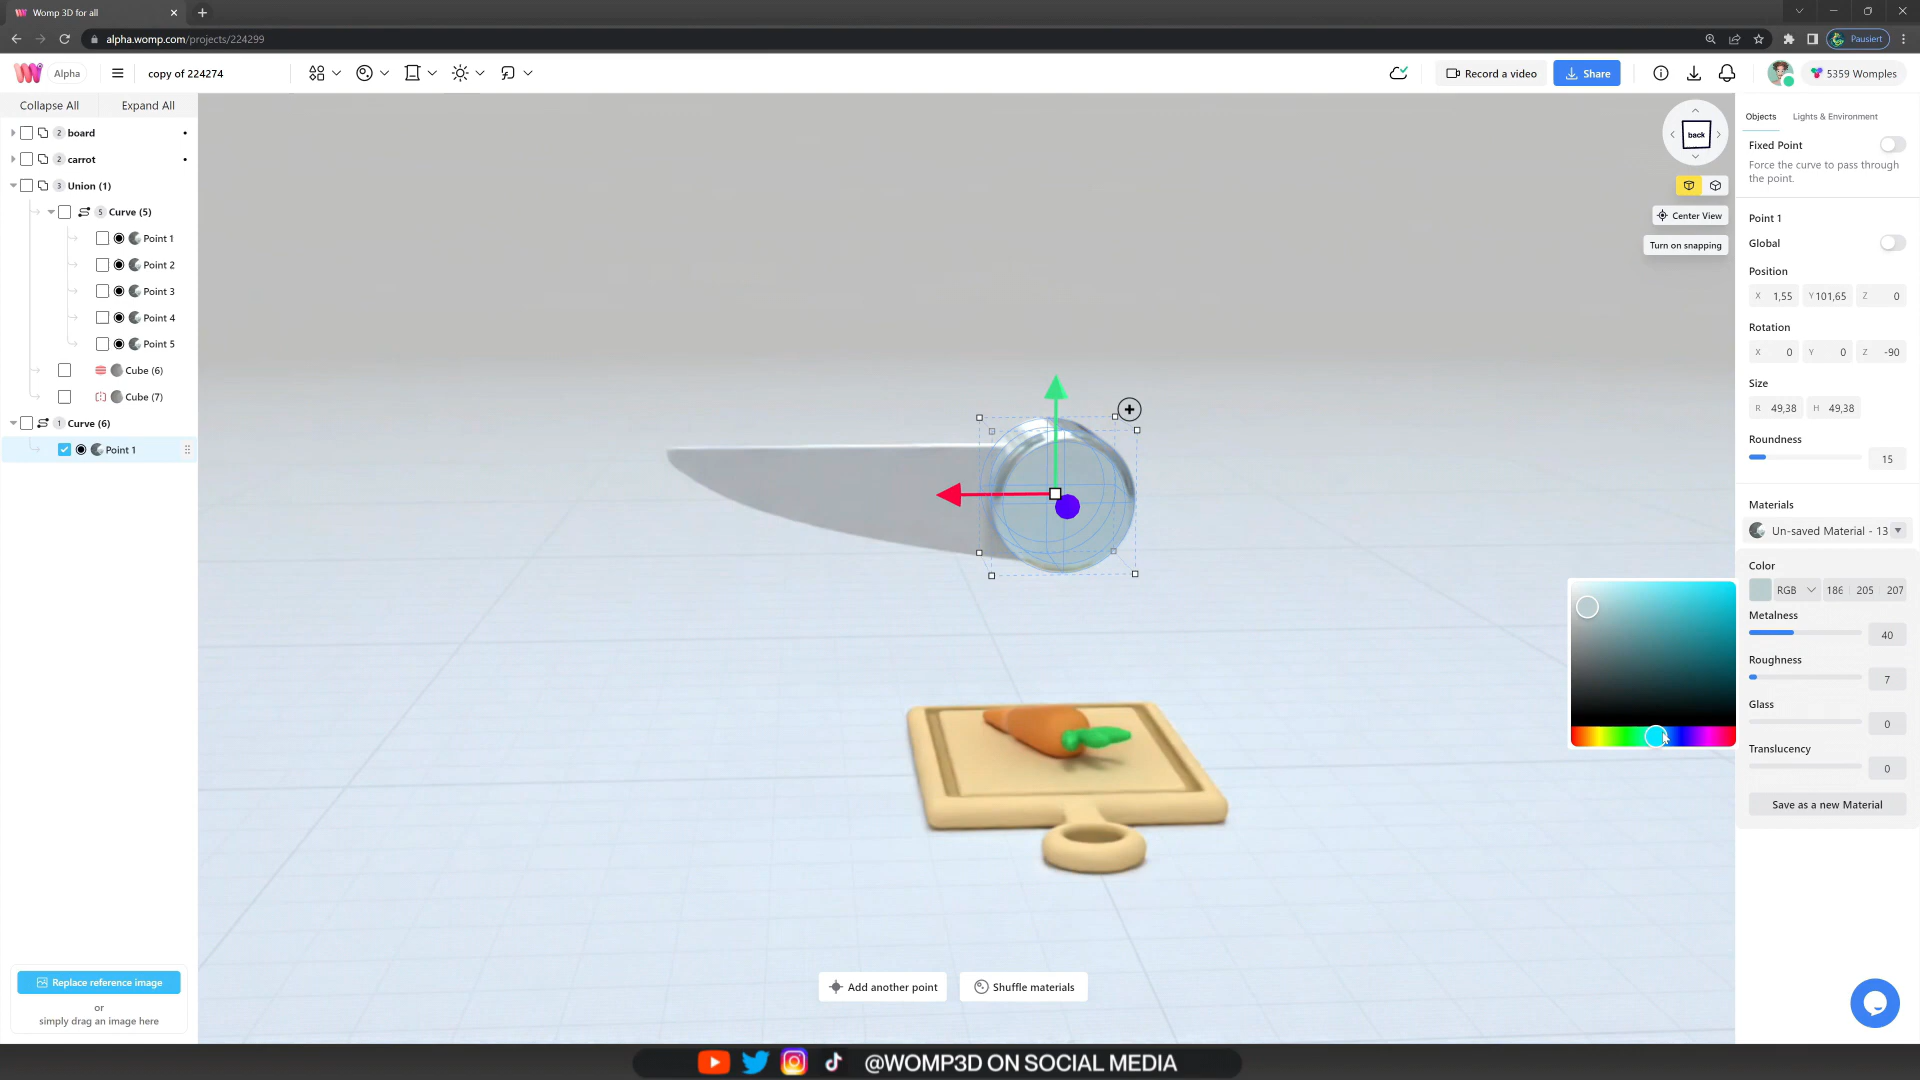 Womp 3D for all
alpha.womp.com/projects/224299
Pausiert
Alpha
copy of 224274
Record a video
Share
5359 Womples
Collapse All
Expand All
2 board
2 carrot
3 Union (1)
5 Curve (5)
Point 1
Point 2
Point 3
Point 4
Point 5
Cube (6)
Cube (7)
1 Curve (6)
Point 1
Replace reference image
or
simply drag an image here
back
Center View
Turn on snapping
Add another point
Shuffle materials
Objects
Lights & Environment
Fixed Point
Force the curve to pass through
the point.
Point 1
Global
Position
X 1,55 Y 101,65 Z 0
Rotation
X 0 Y 0 Z -90
Size
R 49,38 H 49,38
Roundness
15
Materials
Un-saved Material - 13
Color
RGB 186 205 207
Metalness
40
Roughness
7
Glass
0
Translucency
0
Save as a new Material
@WOMP3D ON SOCIAL MEDIA